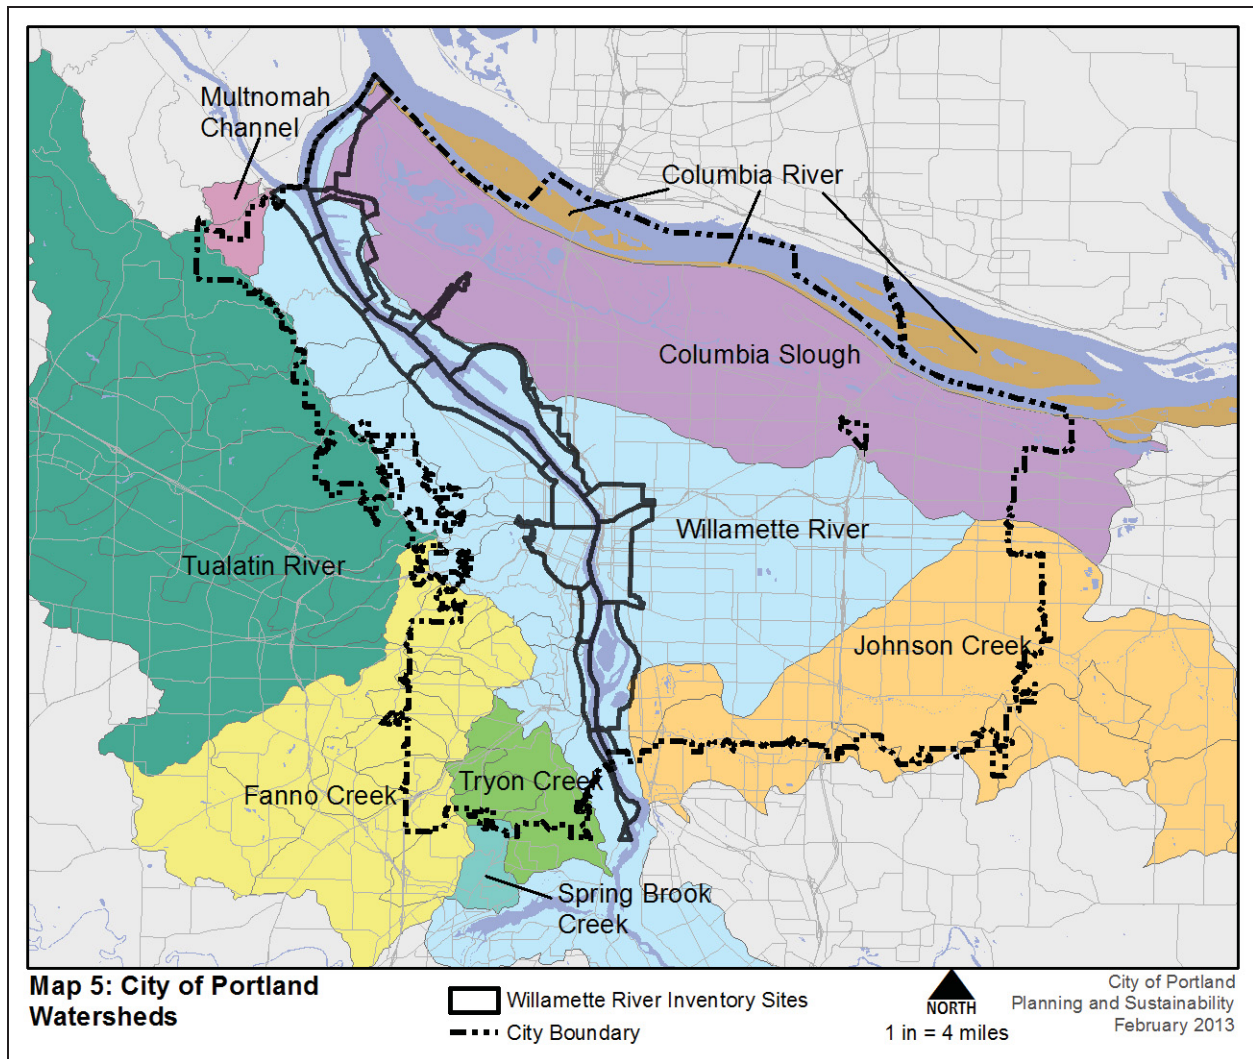 Multnomah
Channel
Columbia River
Columbia Slough
Willamette River
Tualatin River
Johnson Creek
Tryon Creek
Fanno Creek
Spring Brook
Creek
Map 5: City of Portland
Watersheds
Willamette River Inventory Sites
City Boundary
NORTH
1 in = 4 miles
City of Portland
Planning and Sustainability
February 2013